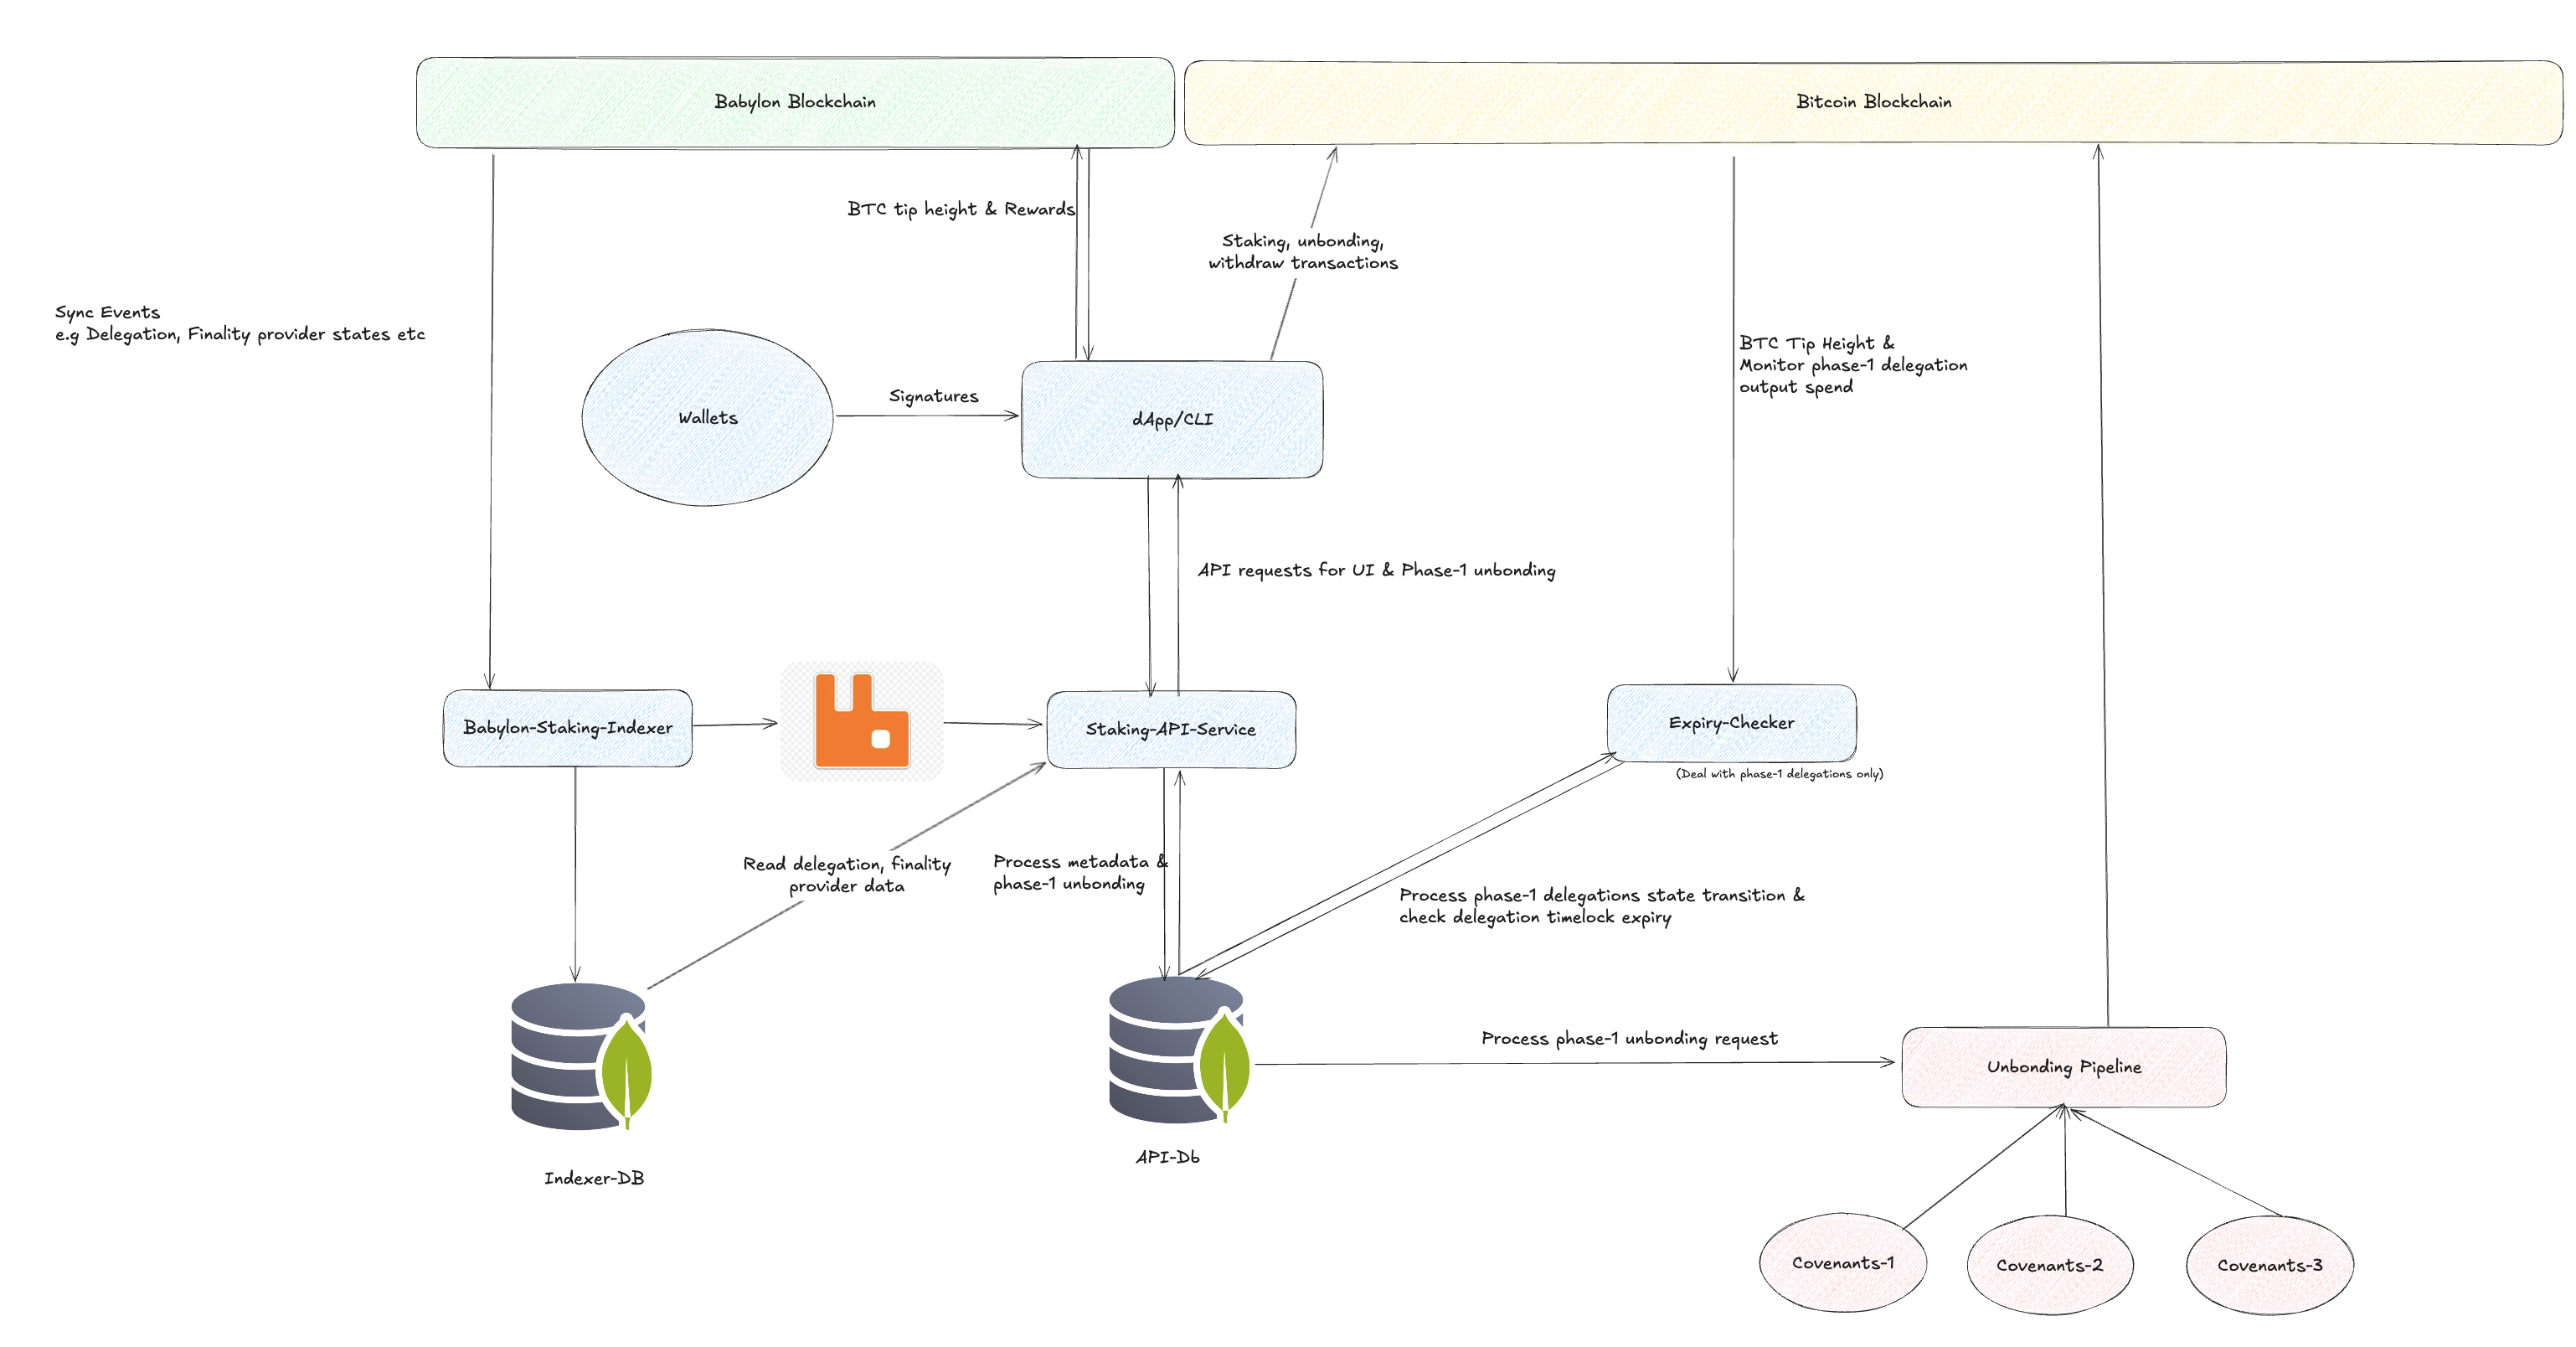 Babylon Blockchain
Bitcoin Blockchain
BTC tip height & Rewards
Staking, unbonding,
withdraw transactions
Sync Events
e.g Delegation, Finality provider states etc
BTC Tip Height &
Monitor phase-1 delegation
output spend
Wallets
Signatures
dApp/CLI
API requests for UI & Phase-1 unbonding
Babylon-Staking-Indexer
Staking-API-Service
Expiry-Checker
(Deal with phase-1 delegations only)
Read delegation, finality
provider data
Process metadata &
phase-1 unbonding
Process phase-1 delegations state transition &
check delegation timelock expiry
Process phase-1 unbonding request
Unbonding Pipeline
Indexer-DB
API-Db
Covenants-1
Covenants-2
Covenants-3